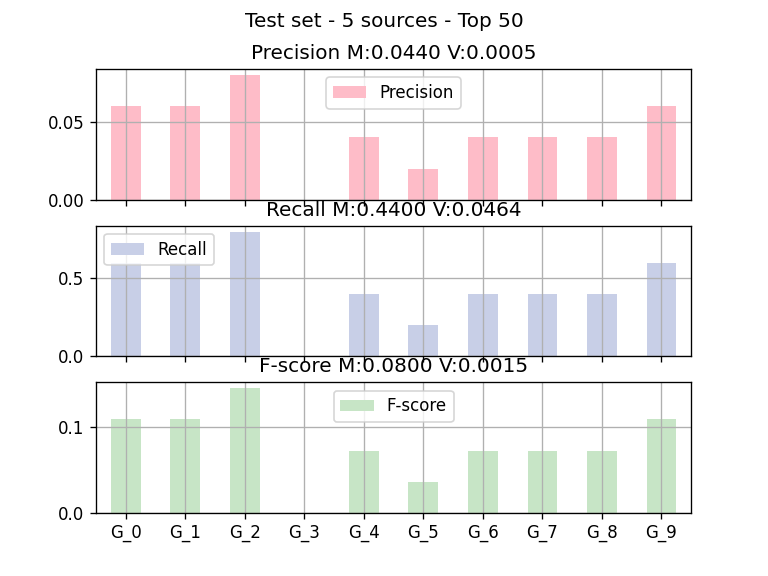 Test set - 5 sources - Top 50
Precision M:0.0440 V:0.0005
Precision
0.05
0.00
Recall M:0.4400 V:0.0464
Recall
0.5
0.0
F-score M:0.0800 V:0.0015
F-score
0.1
0.0
G_0 G_1 G_2 G_3 G_4 G_5 G_6 G_7 G_8 G_9